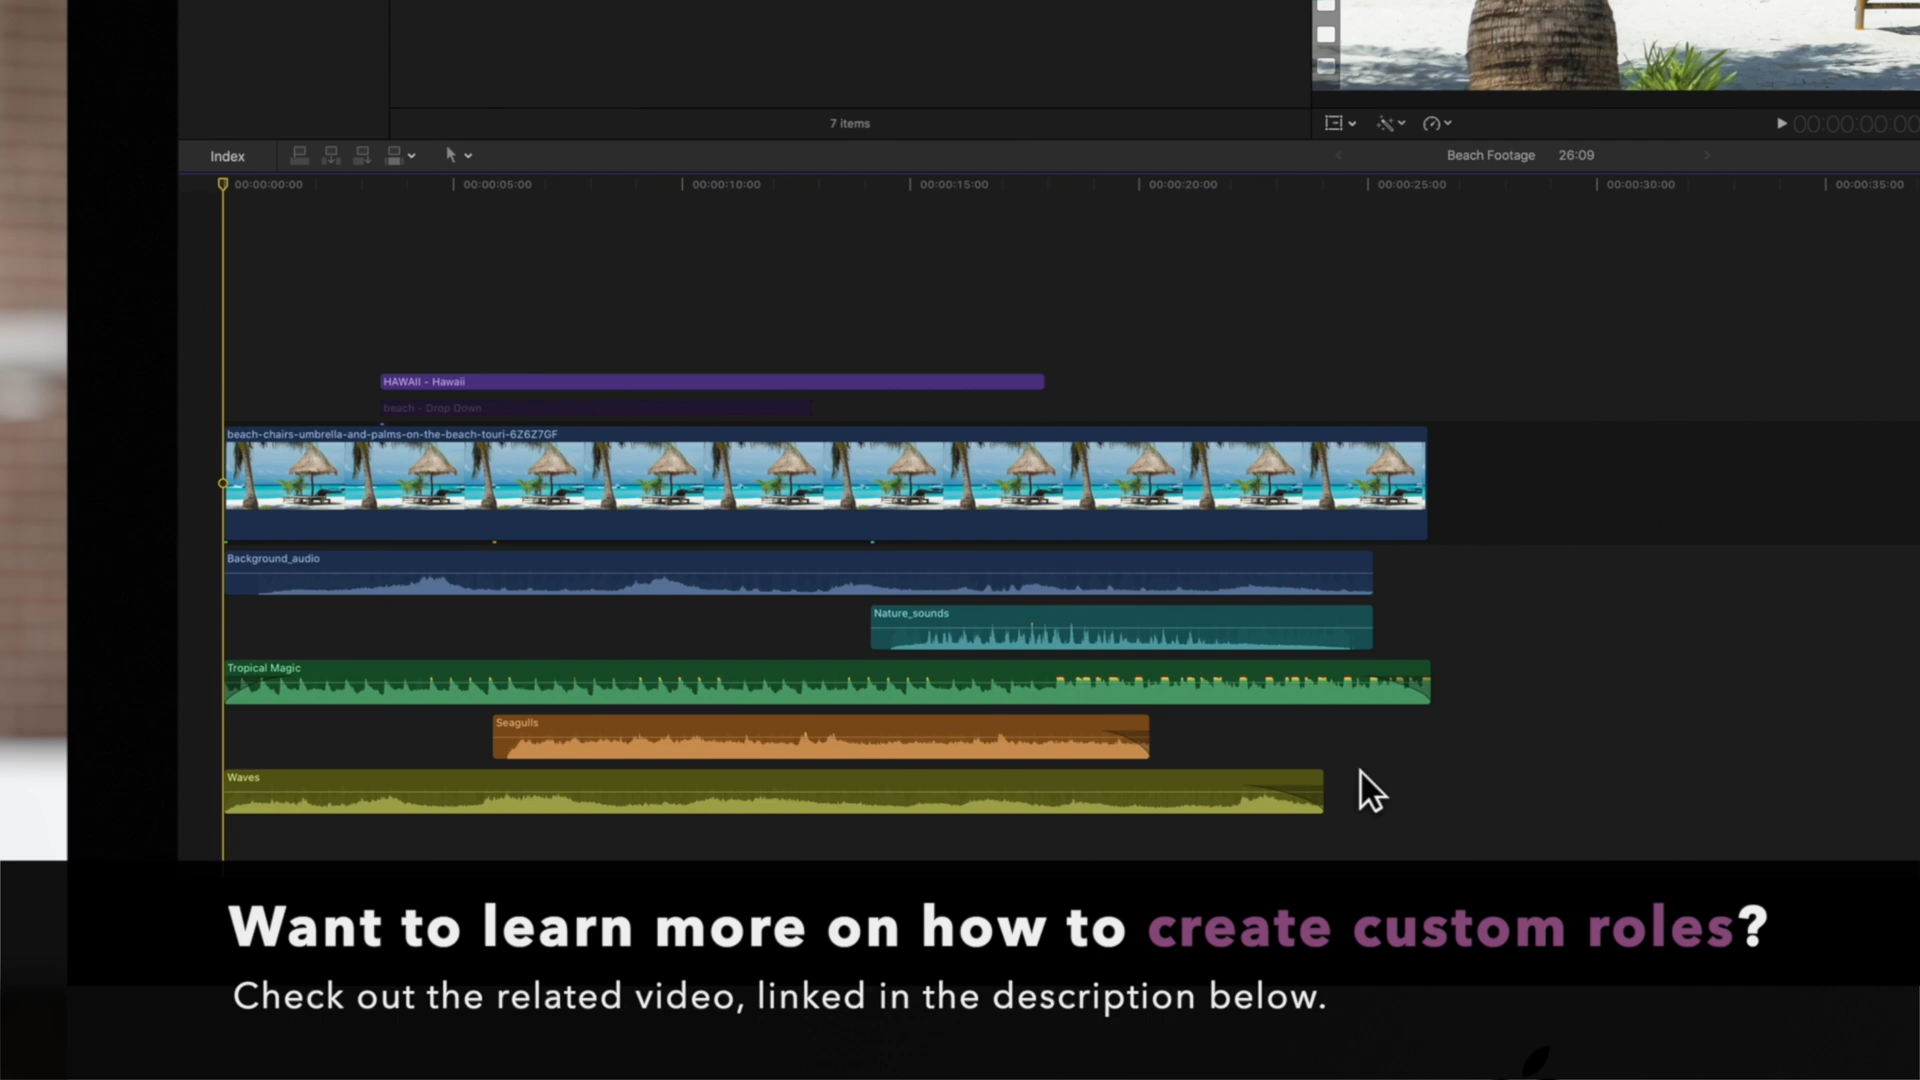 7 items
00:00:00:00
Index
Beach Footage 26:09
00:00:00:00 00:00:05:00 00:00:10:00 00:00:15:00 00:00:20:00 00:00:25:00 00:00:30:00 00:00:35:00
HAWAII - Hawaii
beach - Drop Down
beach-chairs-umbrella-and-palms-on-the-beach-touri-6Z6Z7GF
Background_audio
Nature_sounds
Tropical Magic
Seagulls
Waves
Want to learn more on how to create custom roles?
Check out the related video, linked in the description below.